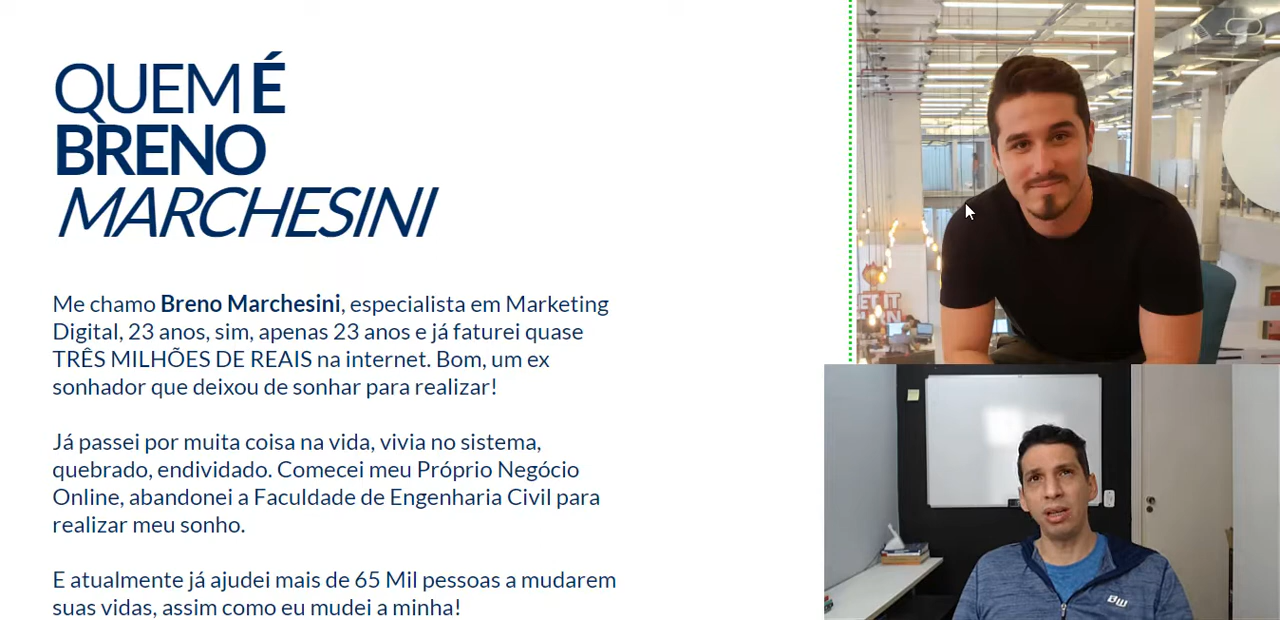 QUEM É
BRENO
MARCHESINI
Me chamo Breno Marchesini, especialista em Marketing
Digital, 23 anos, sim, apenas 23 anos e já faturei quase
TRÊS MILHÕES DE REAIS na internet. Bom, um ex
sonhador que deixou de sonhar para realizar!
Já passei por muita coisa na vida, vivia no sistema,
quebrado, endividado. Comecei meu Próprio Negócio
Online, abandonei a Faculdade de Engenharia Civil para
realizar meu sonho.
E atualmente já ajudei mais de 65 Mil pessoas a mudarem
suas vidas, assim como eu mudei a minha!
BW